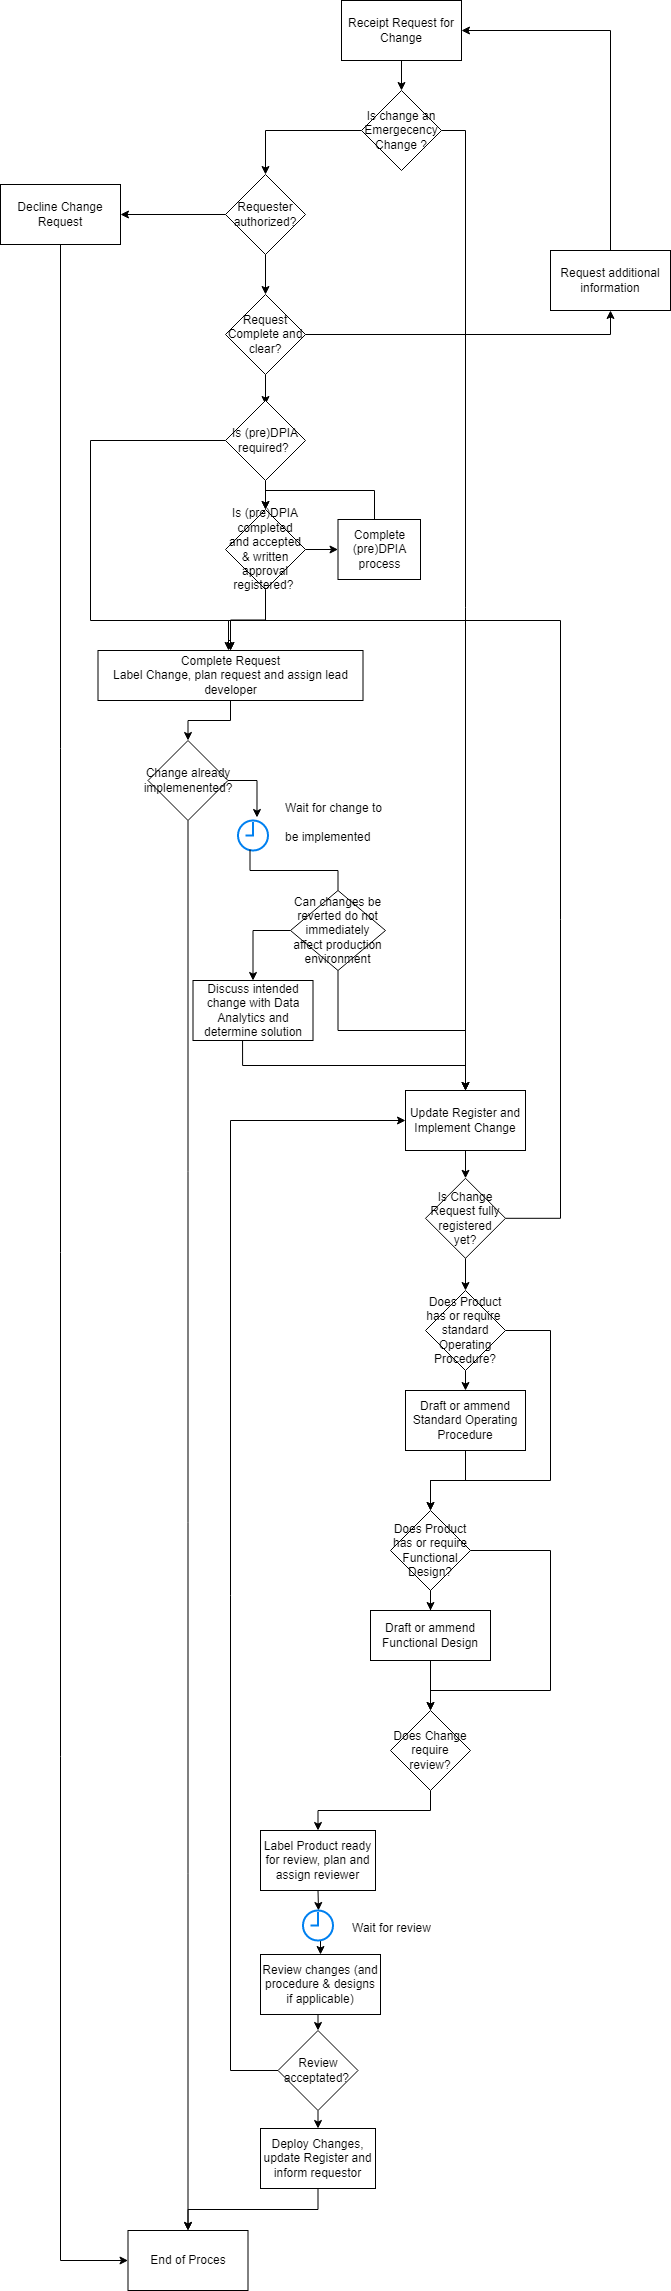 Receipt Request for
Change
Is change an
Emergecency
Change ?
Requester
authorized?
Decline Change
Request
Request additional
information
Request
Complete and
clear?
Is (pre)DPIA
required?
Is (pre)DPIA
completed
and accepted
& written
approval
registered?
Complete
(pre)DPIA
process
Complete Request
Label Change, plan request and assign lead
developer
Change already
implemenented?
Wait for change to
be implemented
Can changes be
reverted do not
immediately
affect production
environment
Discuss intended
change with Data
Analytics and
determine solution
Update Register and
Implement Change
Is Change
Request fully
registered
yet?
Does Product
has or require
standard
Operating
Procedure?
Draft or ammend
Standard Operating
Procedure
Does Product
has or require
Functional
Design?
Draft or ammend
Functional Design
Does Change
require
review?
Label Product ready
for review, plan and
assign reviewer
Wait for review
Review changes (and
procedure & designs
if applicable)
Review
acceptated?
Deploy Changes,
update Register and
inform requestor
End of Proces